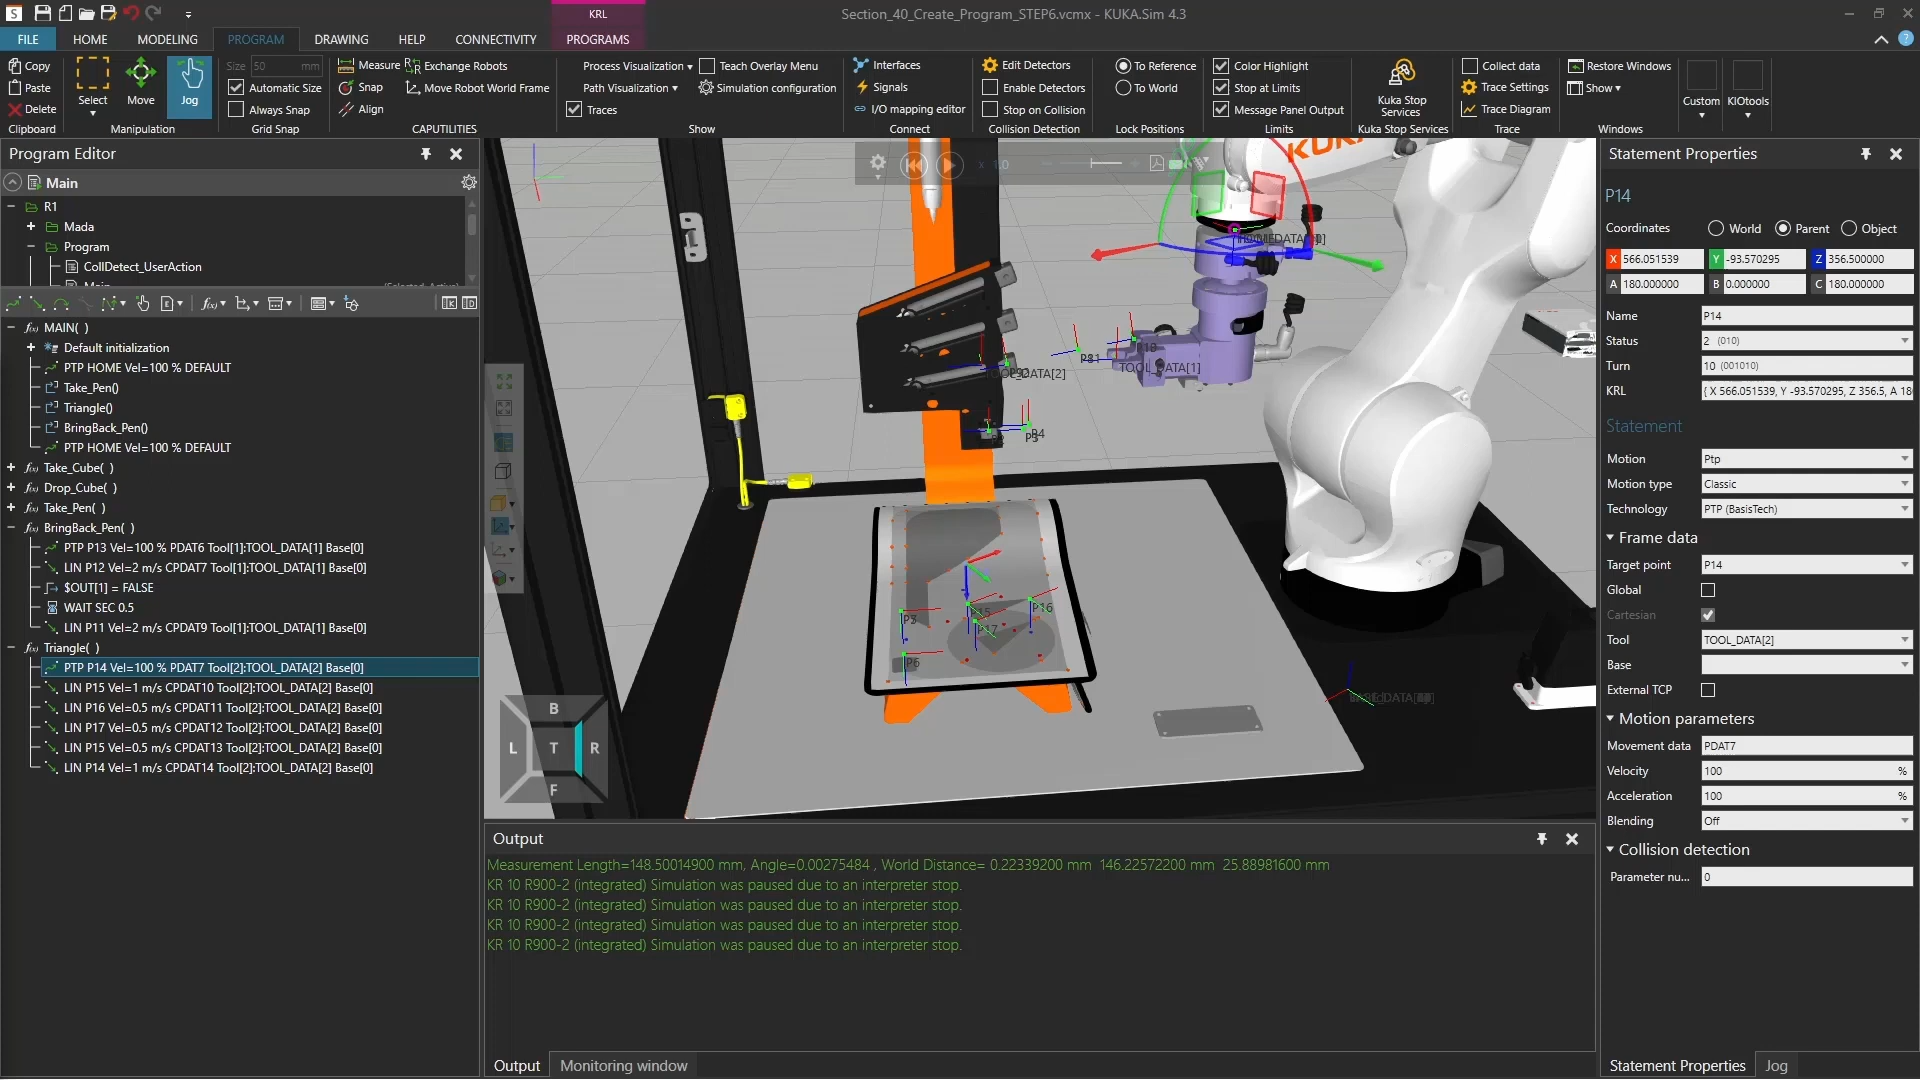 Section_40_Create_Program_STEP6.vcmx - KUKA.Sim 4.3
KRL
FILE HOME MODELING PROGRAM DRAWING HELP CONNECTIVITY PROGRAMS
Copy
Paste
Delete
Clipboard
Select
Move
Jog
Manipulation
Size 50 mm
Automatic Size
Always Snap
Grid Snap
Measure
Snap
Align
Exchange Robots
Move Robot World Frame
CAPUTILITIES
Process Visualization
Path Visualization
Traces
Teach Overlay Menu
Simulation configuration
Show
Interfaces
Signals
I/O mapping editor
Connect
Edit Detectors
Enable Detectors
Stop on Collision
Collision Detection
To Reference
To World
Lock Positions
Color Highlight
Stop at Limits
Message Panel Output
Limits
Kuka Stop
Services
Kuka Stop Services
Collect data
Trace Settings
Trace Diagram
Trace
Restore Windows
Show
Windows
Custom
KIOtools
Program Editor
Main
R1
Mada
Program
CollDetect_UserAction
MAIN( )
Default initialization
PTP HOME Vel=100 % DEFAULT
Take_Pen()
Triangle()
BringBack_Pen()
PTP HOME Vel=100 % DEFAULT
Take_Cube( )
Drop_Cube( )
Take_Pen( )
BringBack_Pen( )
PTP P13 Vel=100 % PDAT6 Tool[1]:TOOL_DATA[1] Base[0]
LIN P12 Vel=2 m/s CPDAT7 Tool[1]:TOOL_DATA[1] Base[0]
$OUT[1] = FALSE
WAIT SEC 0.5
LIN P11 Vel=2 m/s CPDAT9 Tool[1]:TOOL_DATA[1] Base[0]
Triangle( )
PTP P14 Vel=100 % PDAT7 Tool[2]:TOOL_DATA[2] Base[0]
LIN P15 Vel=1 m/s CPDAT10 Tool[2]:TOOL_DATA[2] Base[0]
LIN P16 Vel=0.5 m/s CPDAT11 Tool[2]:TOOL_DATA[2] Base[0]
LIN P17 Vel=0.5 m/s CPDAT12 Tool[2]:TOOL_DATA[2] Base[0]
LIN P15 Vel=0.5 m/s CPDAT13 Tool[2]:TOOL_DATA[2] Base[0]
LIN P14 Vel=1 m/s CPDAT14 Tool[2]:TOOL_DATA[2] Base[0]
x 1.0
KUKA
TOOL_DATA[1]
P4
P15
P16
P17
P6
B
L T R
F
Output
Measurement Length=148.50014900 mm, Angle=0.00275484 , World Distance= 0.22339200 mm 146.22572200 mm 25.88981600 mm
KR 10 R900-2 (integrated) Simulation was paused due to an interpreter stop.
KR 10 R900-2 (integrated) Simulation was paused due to an interpreter stop.
KR 10 R900-2 (integrated) Simulation was paused due to an interpreter stop.
KR 10 R900-2 (integrated) Simulation was paused due to an interpreter stop.
Output Monitoring window
Statement Properties
P14
Coordinates World Parent Object
X 566.051539 Y -93.570295 Z 356.500000
A 180.000000 B 0.000000 C 180.000000
Name P14
Status 2 (010)
Turn 10 (001010)
KRL { X 566.051539, Y -93.570295, Z 356.5, A 18
Statement
Motion Ptp
Motion type Classic
Technology PTP (BasisTech)
Frame data
Target point P14
Global
Cartesian
Tool TOOL_DATA[2]
Base
External TCP
Motion parameters
Movement data PDAT7
Velocity 100 %
Acceleration 100 %
Blending Off
Collision detection
Parameter nu... 0
Statement Properties Jog